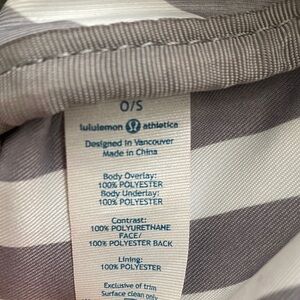 O/S
lululemon athletica
Designed in Vancouver
Made in China
Body Overlay:
100% POLYESTER
Body Underlay:
100% POLYESTER
Contrast:
100% POLYURETHANE
FACE/
100% POLYESTER BACK
Lining:
100% POLYESTER
Exclusive of trim
Surface clean only